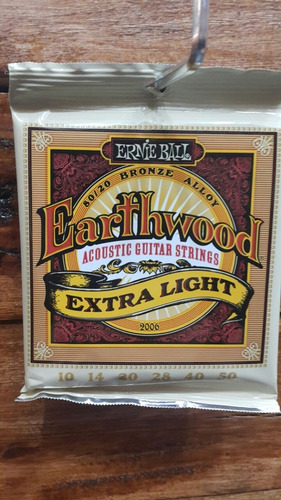 ERNIE BALL
80/20 BRONZE ALLOY
Earthwood
ACOUSTIC GUITAR STRINGS
EXTRA LIGHT
2006
10 14 20 28 40 50